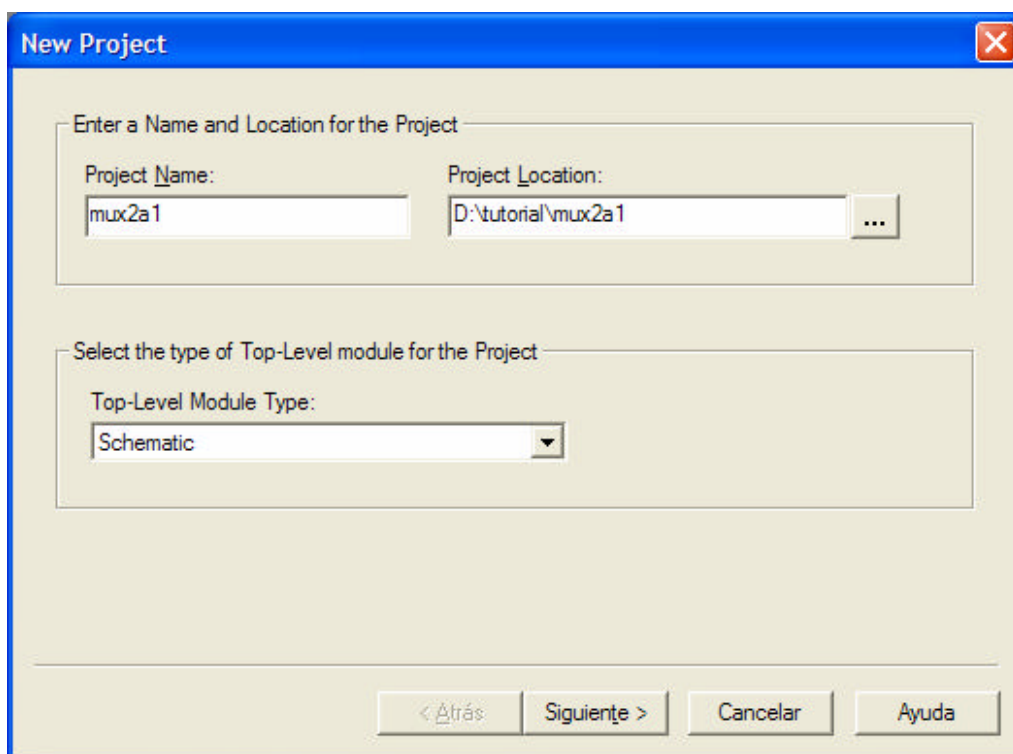 New Project
Enter a Name and Location for the Project
Project Name: Project Location:
mux2a1 D:\tutorial\mux2a1 ...
Select the type of Top-Level module for the Project
Top-Level Module Type:
Schematic
< Atrás Siguiente > Cancelar Ayuda